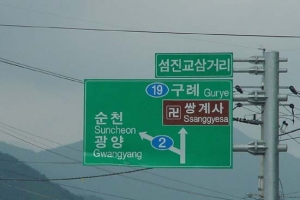 섬진교삼거리
19 구례 Gurye
卍 쌍계사
Ssanggyesa
순천
Suncheon
광양
Gwangyang
2